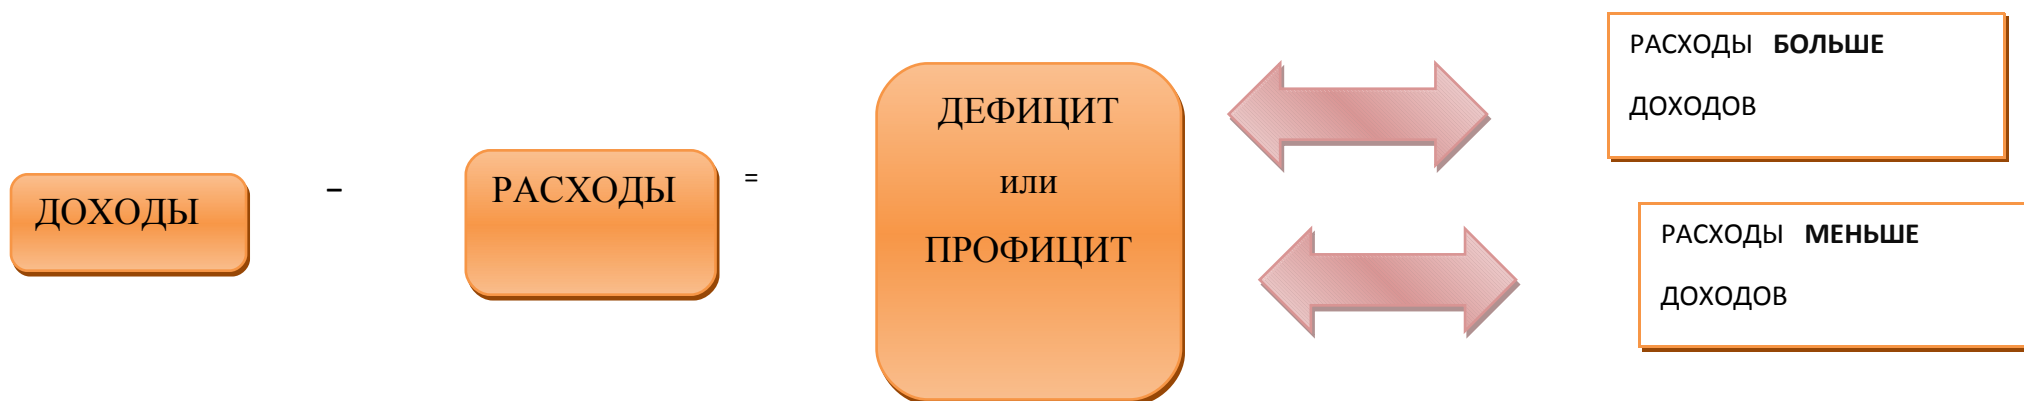 ДОХОДЫ
–
РАСХОДЫ
=
ДЕФИЦИТ
или
ПРОФИЦИТ
РАСХОДЫ БОЛЬШЕ
ДОХОДОВ
РАСХОДЫ МЕНЬШЕ
ДОХОДОВ